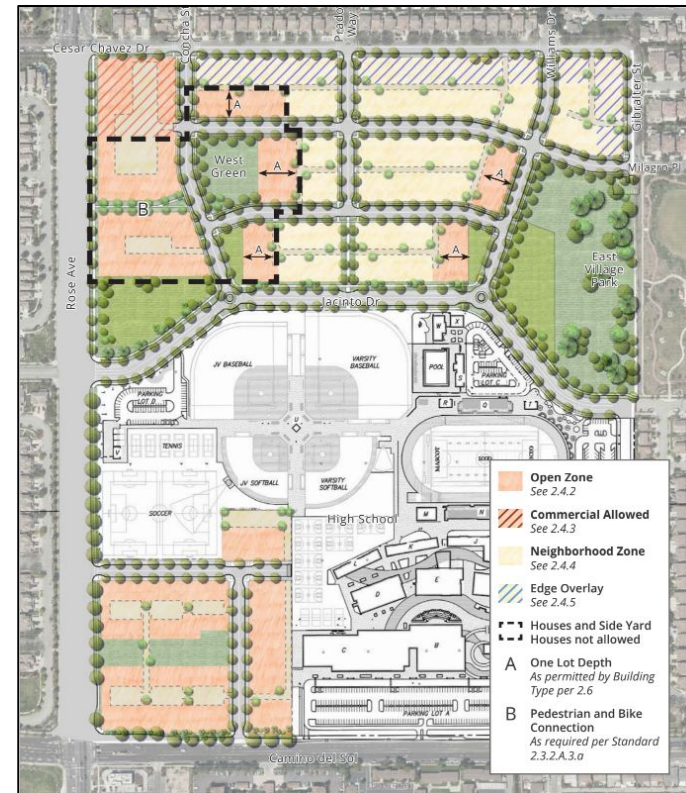 Cesar Chavez Dr
Concha S
Prado
Way
Williams Dr
Gibralter St
A
West
Green
A
A
Milagro Pl
B
A
A
East
Village
Park
Rose Ave
Jacinto Dr
JV BASEBALL
VARSITY
BASEBALL
W
X
POOL
S
PARKING
LOT C
R
Q
T
PARKING
LOT D
U
V
TENNIS
MASCOT
JV SOFTBALL
VARSITY
SOFTBALL
SOCCER
High School
M
N
L
K
J
D
E
C
B
PARKING LOT A
Camino del Sol
Open Zone
See 2.4.2
Commercial Allowed
See 2.4.3
Neighborhood Zone
See 2.4.4
Edge Overlay
See 2.4.5
Houses and Side Yard
Houses not allowed
A One Lot Depth
As permitted by Building
Type per 2.6
B Pedestrian and Bike
Connection
As required per Standard
2.3.2.A.3.a